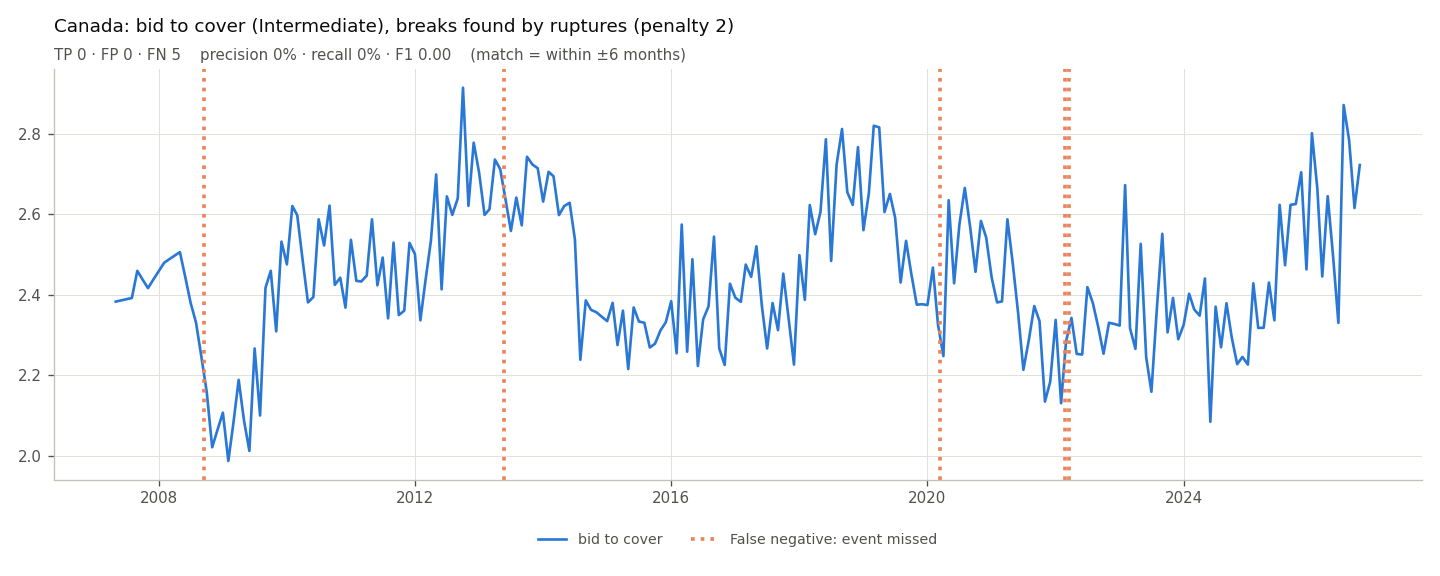 Canada: bid to cover (Intermediate), breaks found by ruptures (penalty 2)
TP 0 · FP 0 · FN 5    precision 0% · recall 0% · F1 0.00    (match = within ±6 months)
2.8
2.6
2.4
2.2
2.0
2008 2012 2016 2020 2024
bid to cover    False negative: event missed